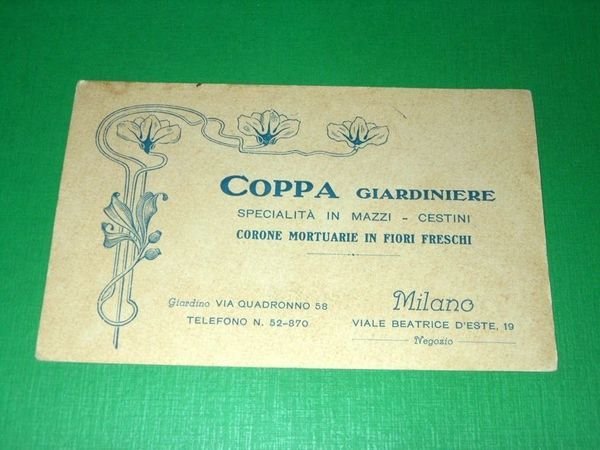 COPPA GIARDINIERE
SPECIALITÀ IN MAZZI - CESTINI
CORONE MORTUARIE IN FIORI FRESCHI
Giardino VIA QUADRONNO 58
TELEFONO N. 52-870
Milano
VIALE BEATRICE D'ESTE, 19
Negozio